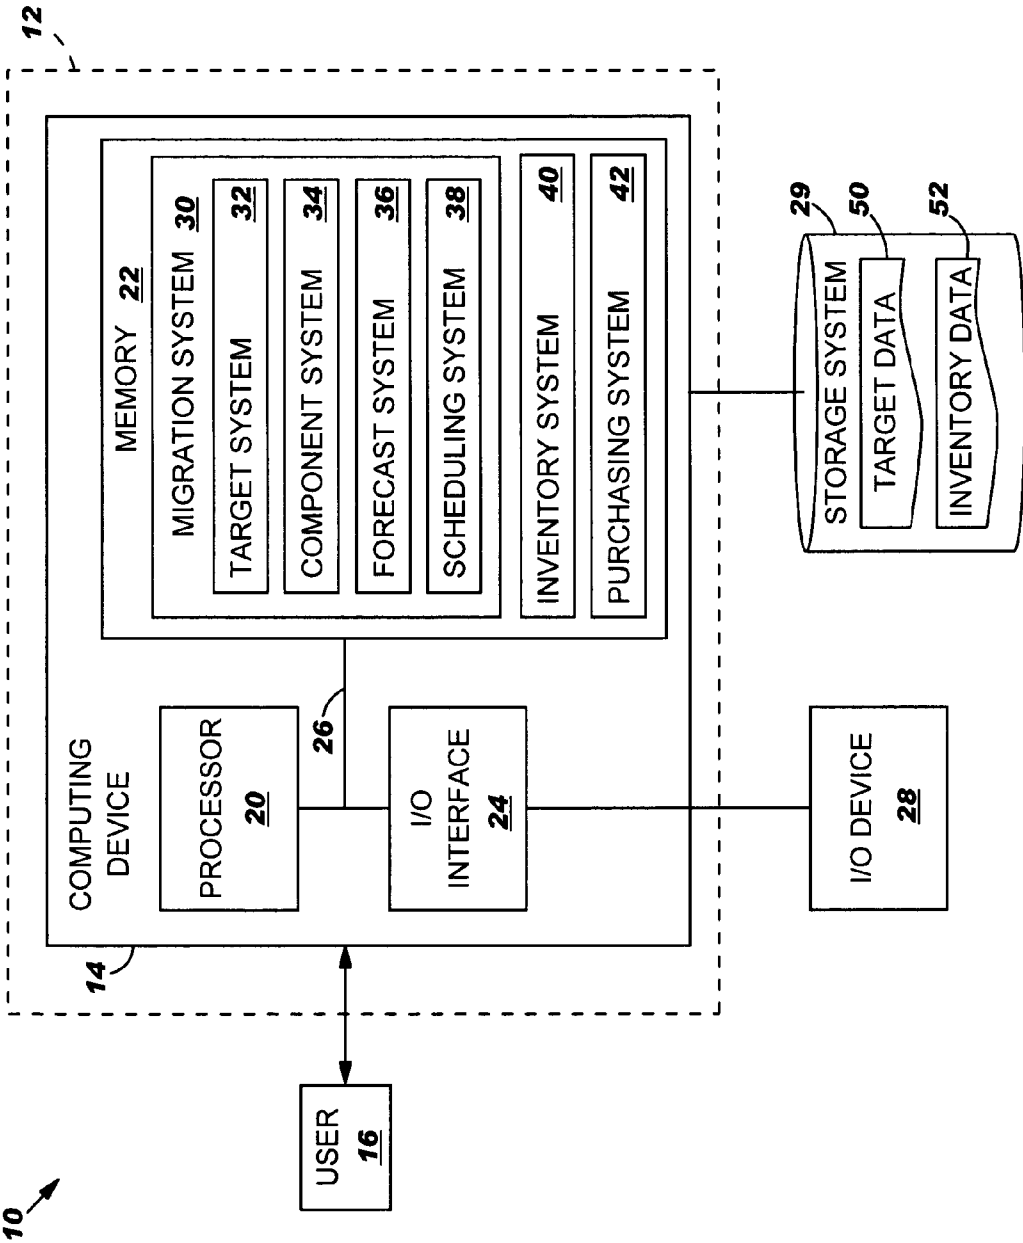 10
12
14
COMPUTING
DEVICE
MEMORY 22
MIGRATION SYSTEM 30
TARGET SYSTEM 32
COMPONENT SYSTEM 34
FORECAST SYSTEM 36
SCHEDULING SYSTEM 38
INVENTORY SYSTEM 40
PURCHASING SYSTEM 42
PROCESSOR
20
26
I/O
INTERFACE
24
USER
16
I/O DEVICE
28
29
STORAGE SYSTEM
TARGET DATA
50
INVENTORY DATA
52